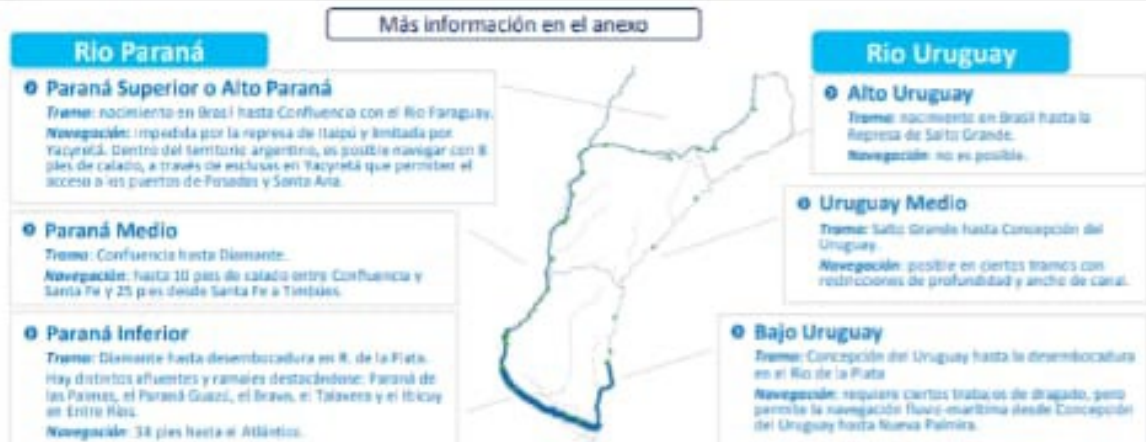 Más información en el anexo
Rio Paraná
Paraná Superior o Alto Paraná
Tramo: nacimiento en Brasil hasta Confluencia con el Rio Paraguay.
Navegación: impedida por la represa de Itaipú y limitada por
Yacyretá. Dentro del territorio argentino, es posible navegar con 8
pies de calado, a través de esclusas en Yacyretá que permiten el
acceso a los puertos de Posadas y Santa Ana.
Paraná Medio
Tramo: Confluencia hasta Diamante.
Navegación: hasta 10 pies de calado entre Confluencia y
Santa Fe y 25 pies desde Santa Fe a Timbúes.
Paraná Inferior
Tramo: Diamante hasta desembocadura en R. de la Plata.
Hay distintos afluentes y ramales destacándose: Paraná de
las Palmas, el Paraná Guazú, el Bravo, el Talavera y el Ibicuy
en Entre Ríos.
Navegación: 34 pies hasta el Atlántico.
Rio Uruguay
Alto Uruguay
Tramo: nacimiento en Brasil hasta la
Represa de Salto Grande.
Navegación: no es posible.
Uruguay Medio
Tramo: Salto Grande hasta Concepción del
Uruguay.
Navegación: posible en ciertos tramos con
restricciones de profundidad y ancho de canal.
Bajo Uruguay
Tramo: Concepción del Uruguay hasta la desembocadura
en el Rio de la Plata
Navegación: requiere ciertos trabajos de dragado, pero
permite la navegación fluvio-marítima desde Concepción
del Uruguay hasta Nueva Palmira.